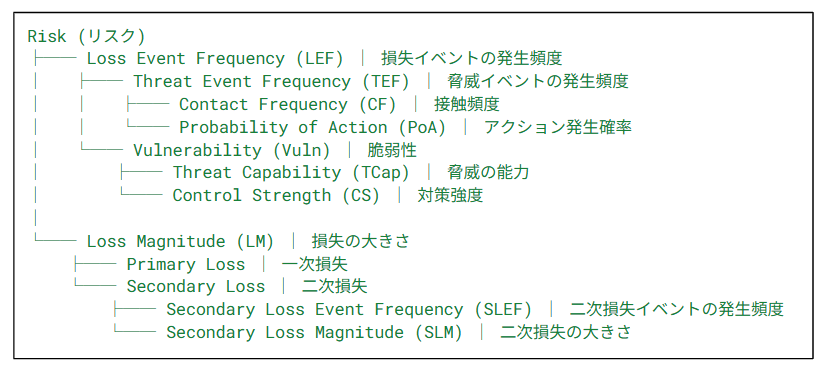 Risk (リスク)
├── Loss Event Frequency (LEF) | 損失イベントの発生頻度
│   ├── Threat Event Frequency (TEF) | 脅威イベントの発生頻度
│   │   ├── Contact Frequency (CF) | 接触頻度
│   │   └── Probability of Action (PoA) | アクション発生確率
│   └── Vulnerability (Vuln) | 脆弱性
│       ├── Threat Capability (TCap) | 脅威の能力
│       └── Control Strength (CS) | 対策強度
│
└── Loss Magnitude (LM) | 損失の大きさ
    ├── Primary Loss | 一次損失
    └── Secondary Loss | 二次損失
        ├── Secondary Loss Event Frequency (SLEF) | 二次損失イベントの発生頻度
        └── Secondary Loss Magnitude (SLM) | 二次損失の大きさ